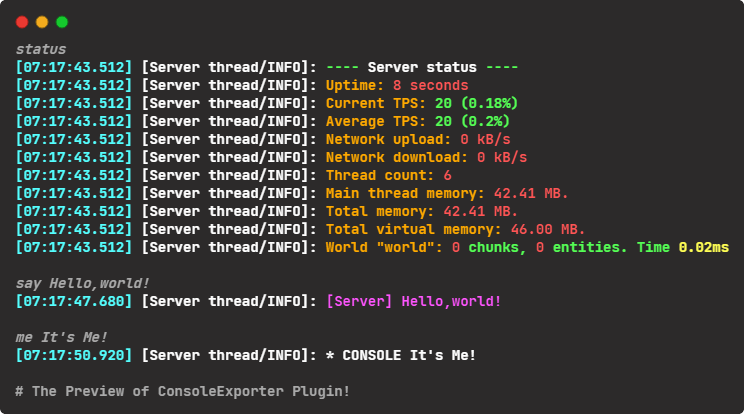 status
[07:17:43.512] [Server thread/INFO]: ---- Server status ----
[07:17:43.512] [Server thread/INFO]: Uptime: 8 seconds
[07:17:43.512] [Server thread/INFO]: Current TPS: 20 (0.18%)
[07:17:43.512] [Server thread/INFO]: Average TPS: 20 (0.2%)
[07:17:43.512] [Server thread/INFO]: Network upload: 0 kB/s
[07:17:43.512] [Server thread/INFO]: Network download: 0 kB/s
[07:17:43.512] [Server thread/INFO]: Thread count: 6
[07:17:43.512] [Server thread/INFO]: Main thread memory: 42.41 MB.
[07:17:43.512] [Server thread/INFO]: Total memory: 42.41 MB.
[07:17:43.512] [Server thread/INFO]: Total virtual memory: 46.00 MB.
[07:17:43.512] [Server thread/INFO]: World "world": 0 chunks, 0 entities. Time 0.02ms
say Hello,world!
[07:17:47.680] [Server thread/INFO]: [Server] Hello,world!
me It's Me!
[07:17:50.920] [Server thread/INFO]: * CONSOLE It's Me!
# The Preview of ConsoleExporter Plugin!